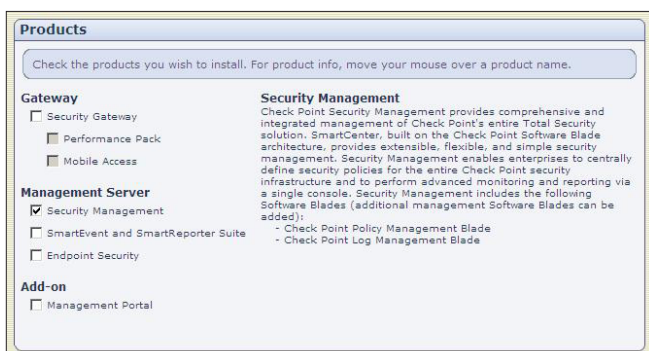 Products
Check the products you wish to install. For product info, move your mouse over a product name.
Gateway
Security Gateway
Performance Pack
Mobile Access
Management Server
Security Management
SmartEvent and SmartReporter Suite
Endpoint Security
Add-on
Management Portal
Security Management
Check Point Security Management provides comprehensive and
integrated management of Check Point's entire Total Security
solution. SmartCenter, built on the Check Point Software Blade
architecture, provides extensible, flexible, and simple security
management. Security Management enables enterprises to centrally
define security policies for the entire Check Point security
infrastructure and to perform advanced monitoring and reporting via
a single console. Security Management includes the following
Software Blades (additional management Software Blades can be
added):
- Check Point Policy Management Blade
- Check Point Log Management Blade